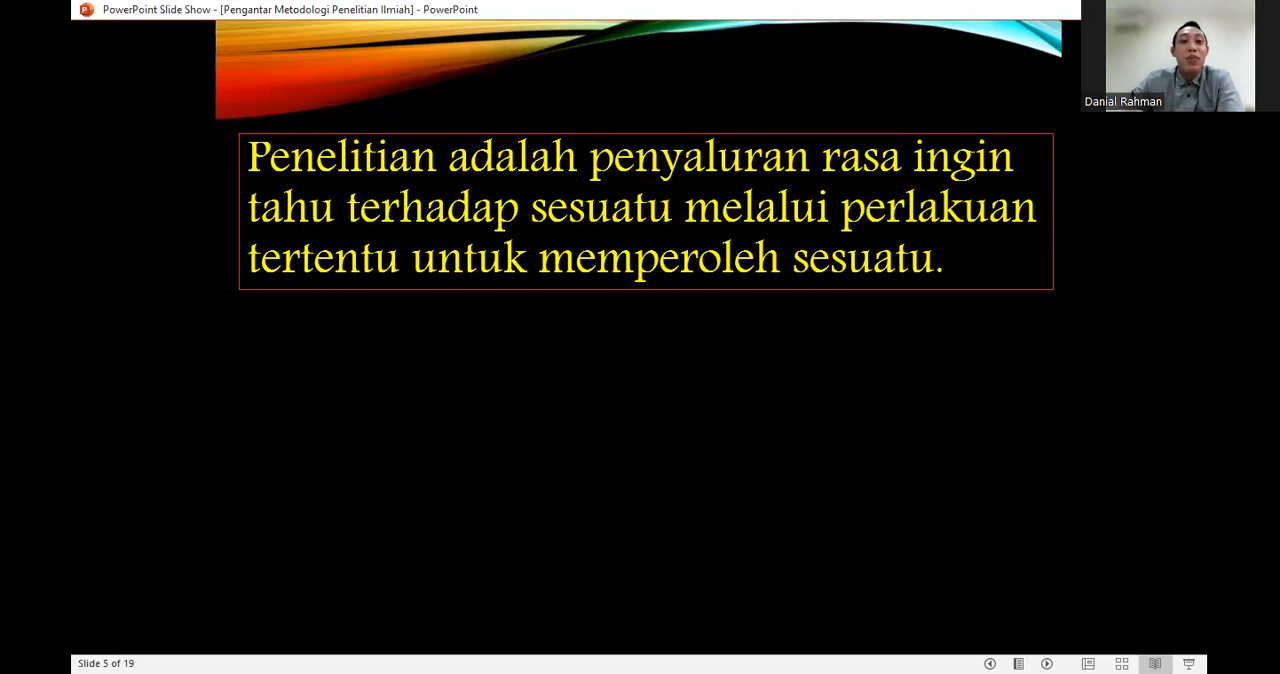 PowerPoint Slide Show - [Pengantar Metodologi Penelitian Ilmiah] - PowerPoint
Danial Rahman
Penelitian adalah penyaluran rasa ingin
tahu terhadap sesuatu melalui perlakuan
tertentu untuk memperoleh sesuatu.
Slide 5 of 19